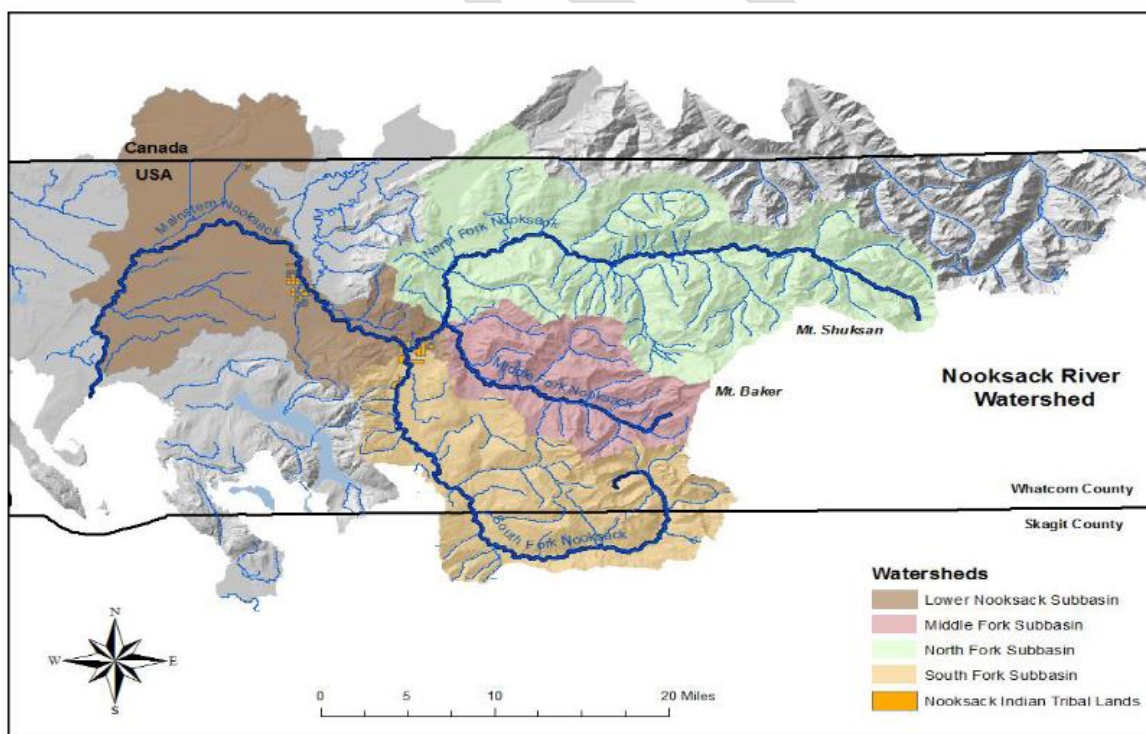 Canada
USA
Mainstem Nooksack
North Fork Nooksack
Mt. Shuksan
Middle Fork Nooksack
Mt. Baker
Nooksack River
Watershed
Whatcom County
Skagit County
South Fork Nooksack
Watersheds
Lower Nooksack Subbasin
Middle Fork Subbasin
North Fork Subbasin
South Fork Subbasin
Nooksack Indian Tribal Lands
N
W
E
S
0 5 10 20 Miles